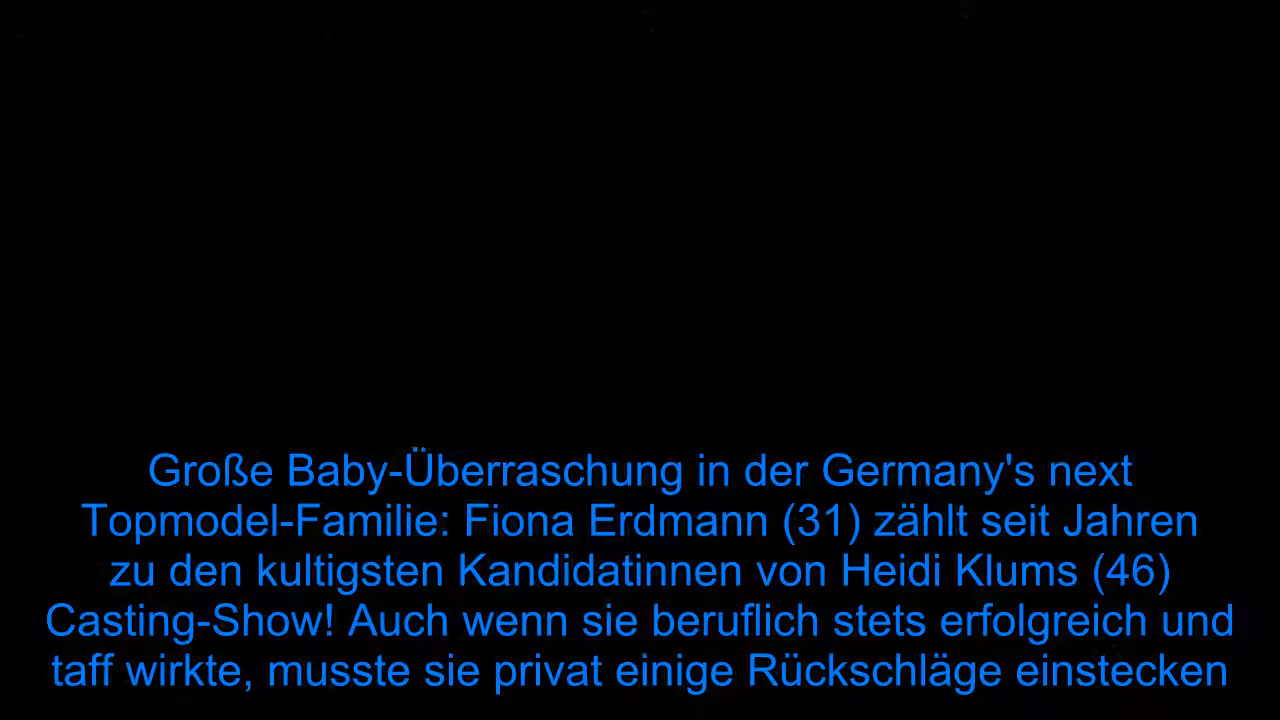 Große Baby-Überraschung in der Germany's next
Topmodel-Familie: Fiona Erdmann (31) zählt seit Jahren
zu den kultigsten Kandidatinnen von Heidi Klums (46)
Casting-Show! Auch wenn sie beruflich stets erfolgreich und
taff wirkte, musste sie privat einige Rückschläge einstecken